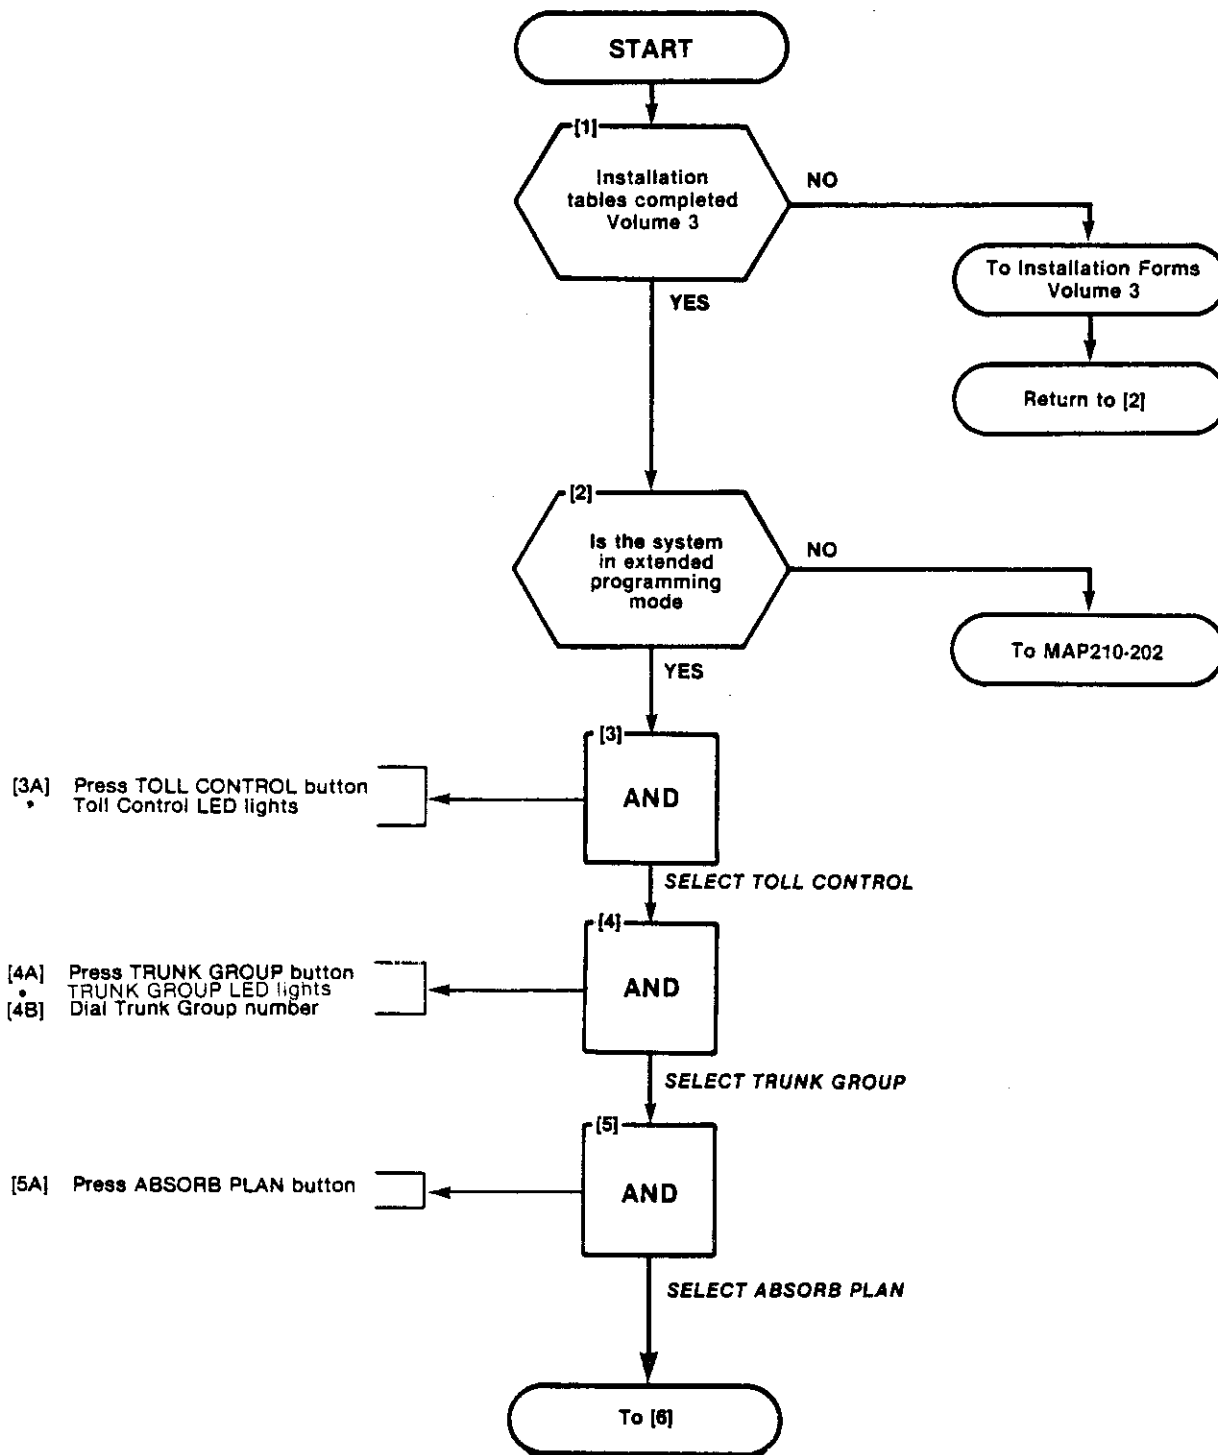 START
[1]
Installation
tables completed
Volume 3
NO
YES
To Installation Forms
Volume 3
Return to [2]
[2]
Is the system
in extended
programming
mode
NO
YES
To MAP210-202
[3]
AND
[3A] Press TOLL CONTROL button
• Toll Control LED lights
SELECT TOLL CONTROL
[4]
AND
[4A] Press TRUNK GROUP button
• TRUNK GROUP LED lights
[4B] Dial Trunk Group number
SELECT TRUNK GROUP
[5]
AND
[5A] Press ABSORB PLAN button
SELECT ABSORB PLAN
To [6]